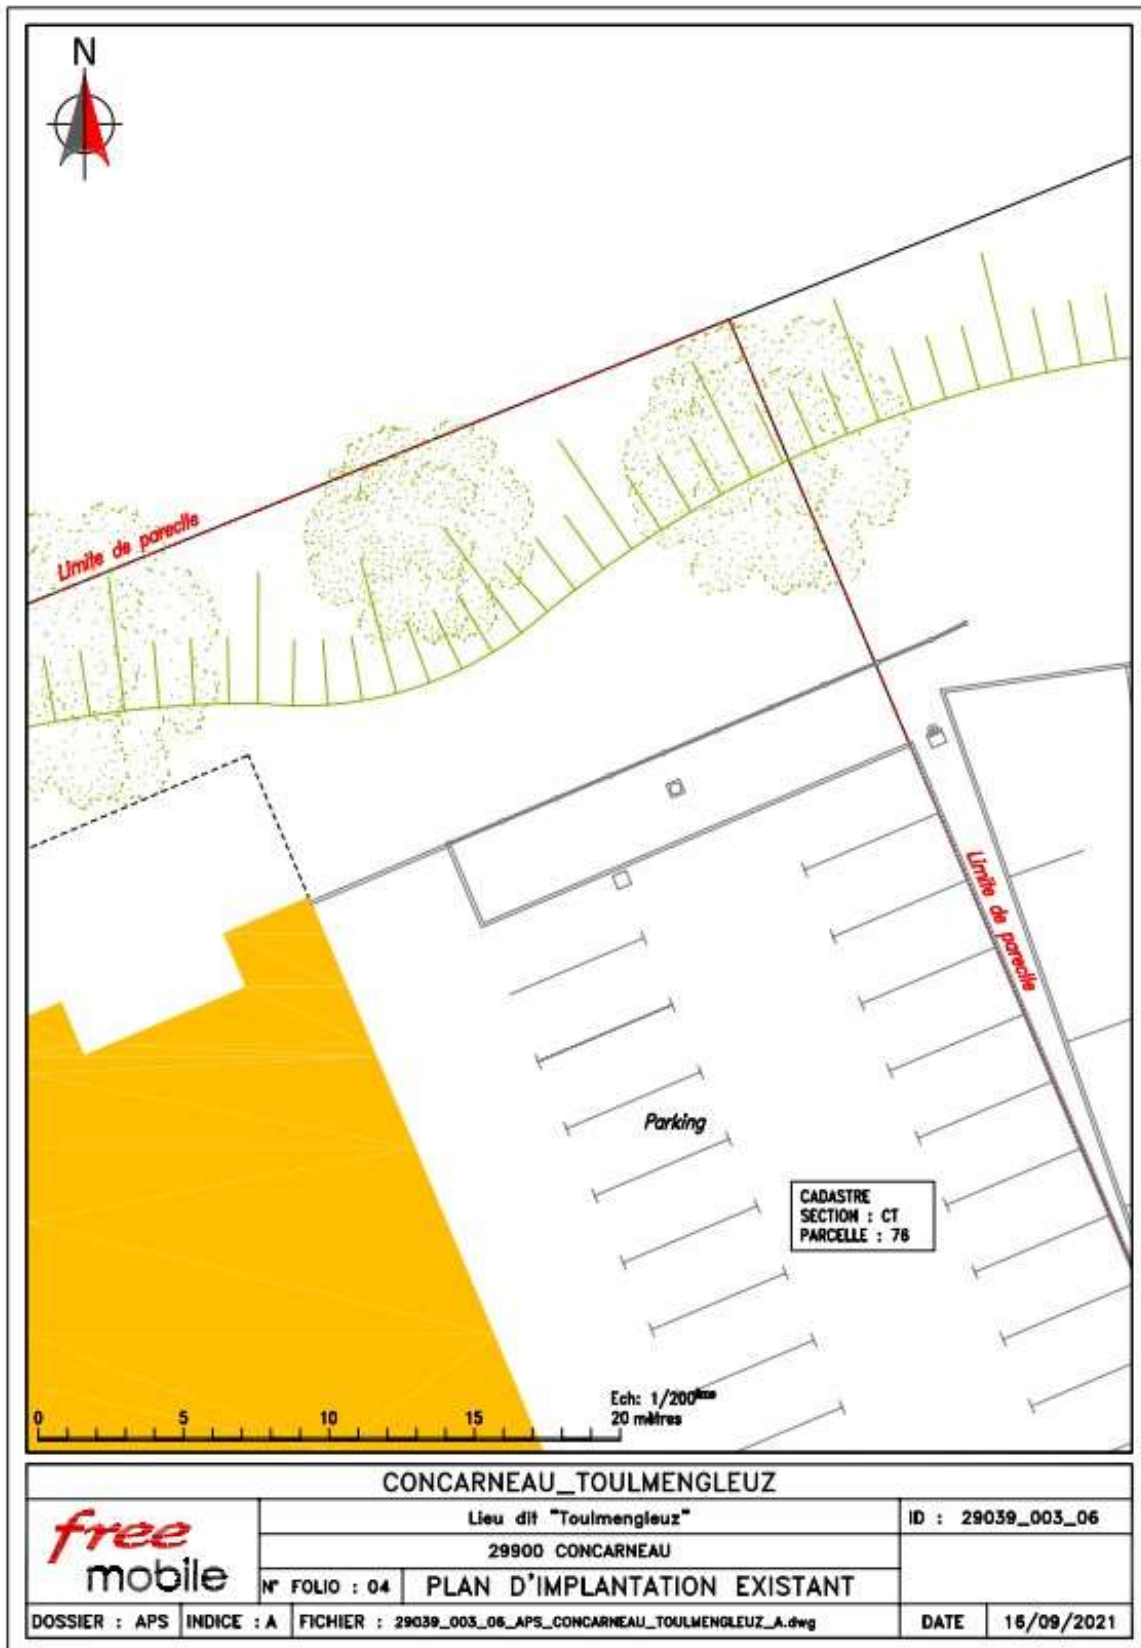 N
Limite de parcelle
Limite de parcelle
Parking
CADASTRE
SECTION : CT
PARCELLE : 76
0 5 10 15 20 mètres
Ech: 1/200ème
CONCARNEAU_TOULMENGLEUZ
free mobile
Lieu dit "Toulmengleuz"
ID : 29039_003_06
29900 CONCARNEAU
N° FOLIO : 04 PLAN D'IMPLANTATION EXISTANT
DOSSIER : APS INDICE : A FICHIER : 29039_003_06_APS_CONCARNEAU_TOULMENGLEUZ_A.dwg DATE 16/09/2021